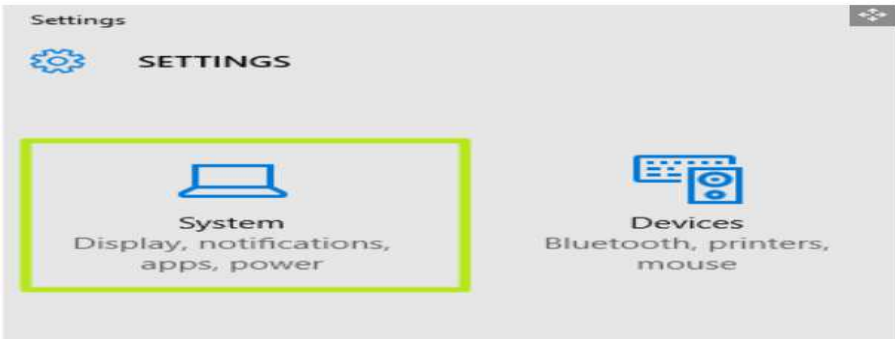 Settings
SETTINGS
System
Display, notifications,
apps, power
Devices
Bluetooth, printers,
mouse